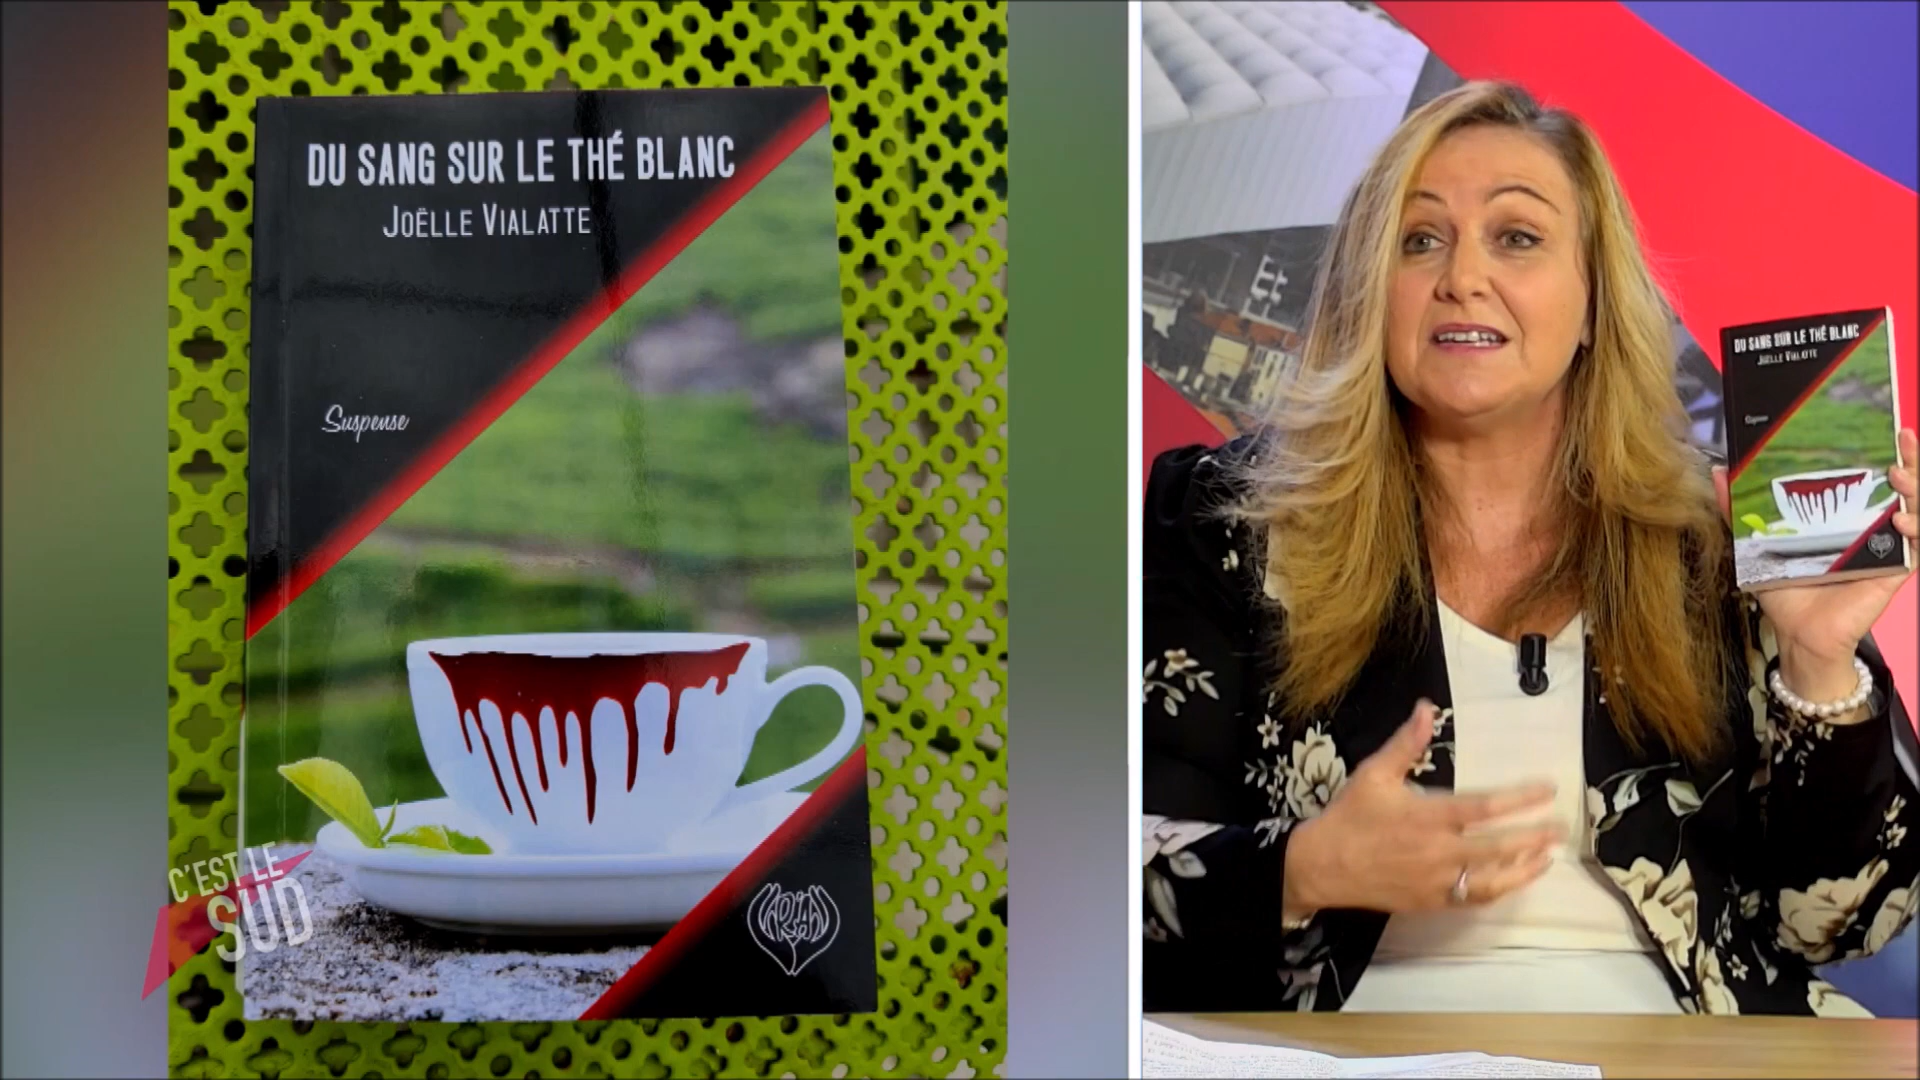 DU SANG SUR LE THÉ BLANC
JOËLLE VIALATTE
Suspense
C'EST LE
SUD
DU SANG SUR LE THÉ BLANC
JOËLLE VIALATTE
Suspense